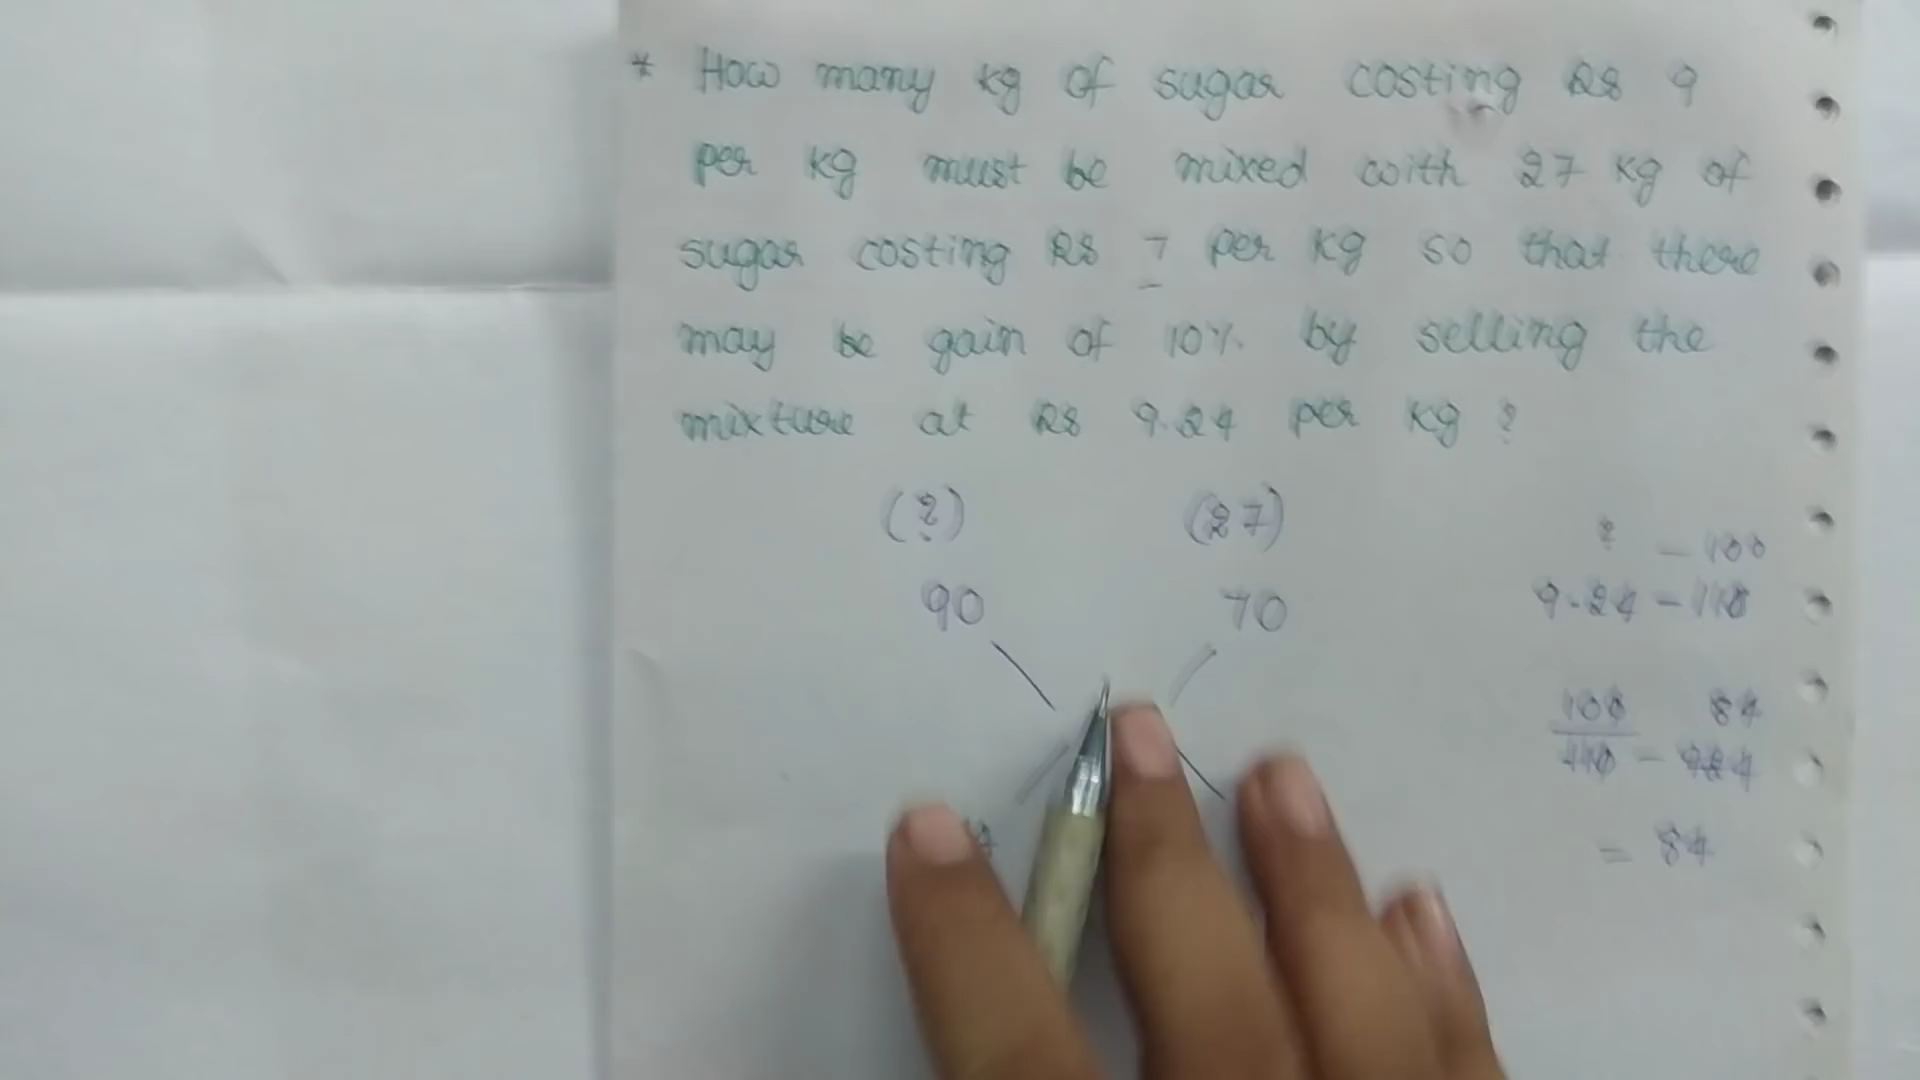 * How many kg of sugar costing Rs 9
per kg must be mixed with 27 kg of
sugar costing Rs 7 per kg so that there
may be gain of 10% by selling the
mixture at Rs 9.24 per kg ?
(?) (27)
90 70
? - 100
9.24 - 110
100 84
110 - 924
= 84